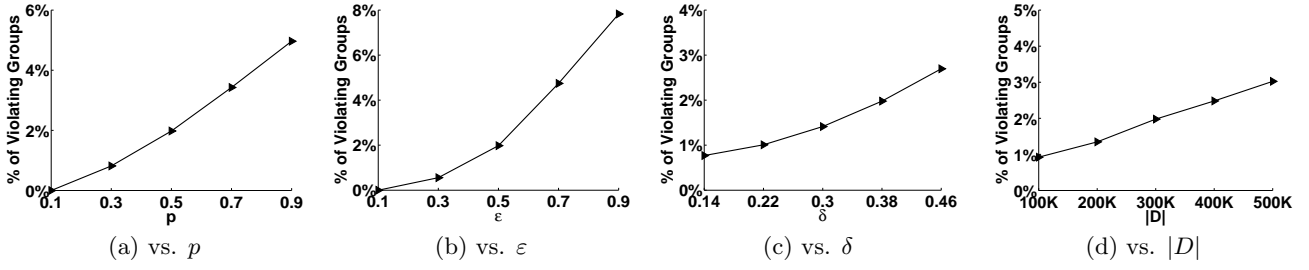 % of Violating Groups
6%
4%
2%
0%
0.1 0.3 0.5 0.7 0.9
p
(a) vs. p
% of Violating Groups
8%
6%
4%
2%
0%
0.1 0.3 0.5 0.7 0.9
ε
(b) vs. ε
% of Violating Groups
4%
3%
2%
1%
0%
0.14 0.22 0.3 0.38 0.46
δ
(c) vs. δ
% of Violating Groups
5%
4%
3%
2%
1%
0%
100K 200K 300K 400K 500K
|D|
(d) vs. |D|